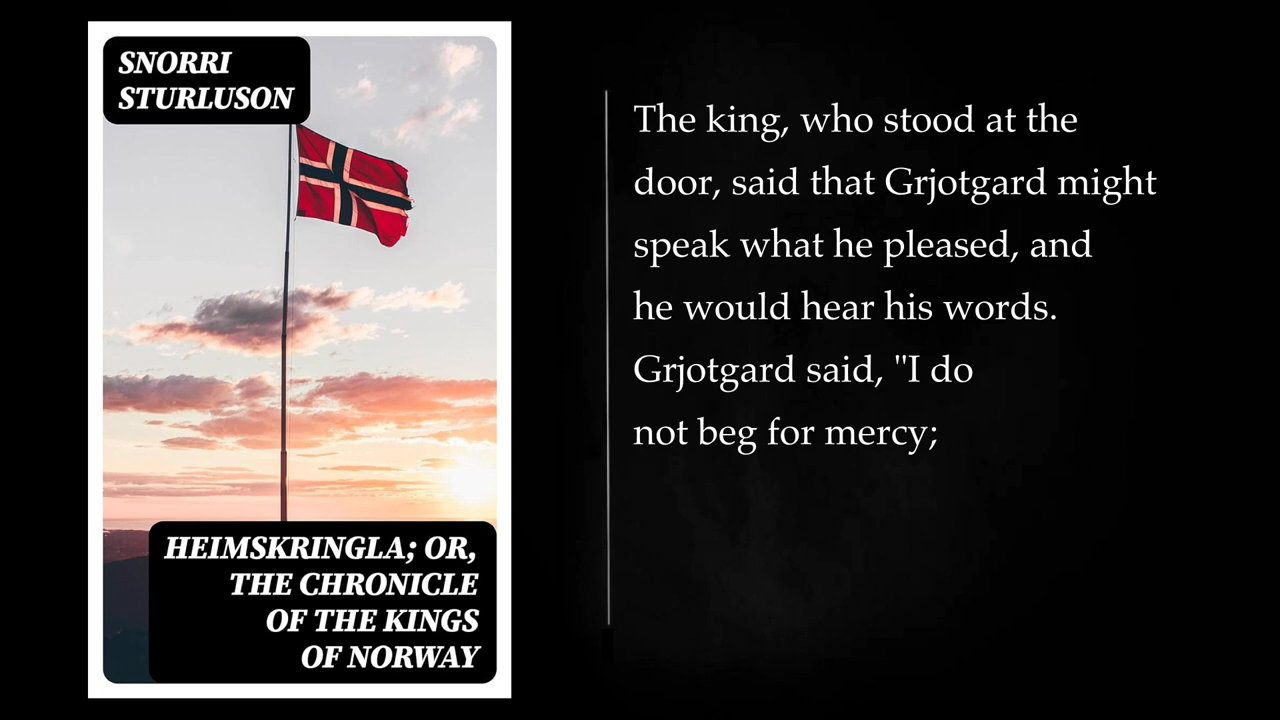 SNORRI
STURLUSON
HEIMSKRINGLA; OR,
THE CHRONICLE
OF THE KINGS
OF NORWAY
The king, who stood at the
door, said that Grjotgard might
speak what he pleased, and
he would hear his words.
Grjotgard said, "I do
not beg for mercy;